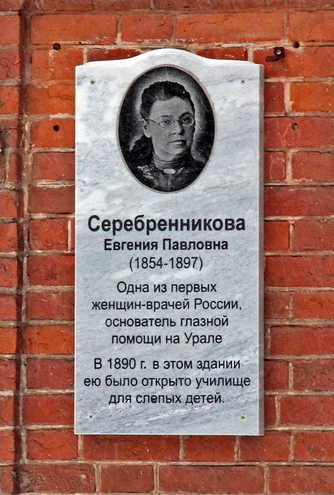 Серебренникова
Евгения Павловна
(1854-1897)
Одна из первых
женщин-врачей России,
основатель глазной
помощи на Урале
В 1890 г. в этом здании
ею было открыто училище
для слепых детей.